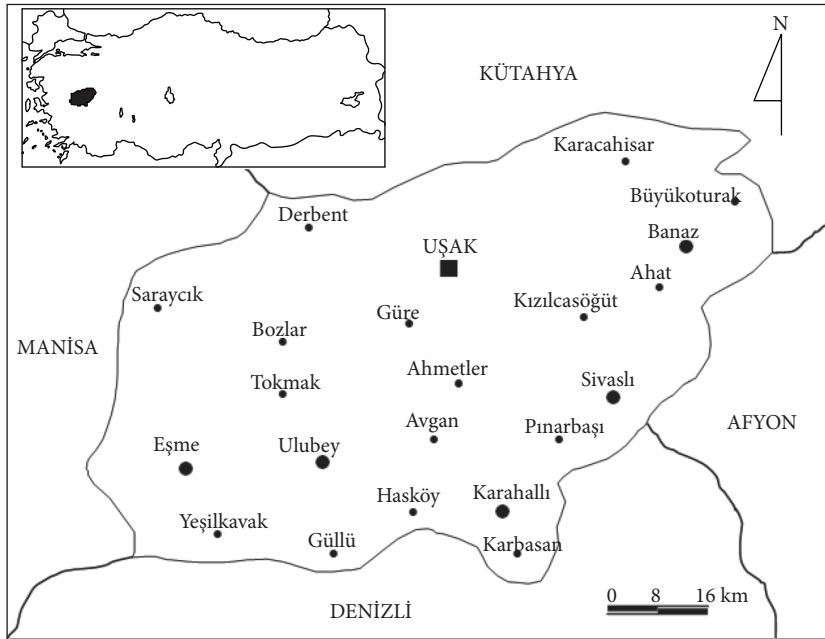 N
KÜTAHYA
Karacahisar
Büyükoturak
Derbent
Banaz
UŞAK
Ahat
Saraycık
Kızılcasöğüt
Güre
Bozlar
MANİSA
Ahmetler
Sivaslı
Tokmak
Avgan
Pınarbaşı
AFYON
Eşme
Ulubey
Hasköy
Karahallı
Yeşilkavak
Güllü
Karbasan
0 8 16 km
DENİZLİ